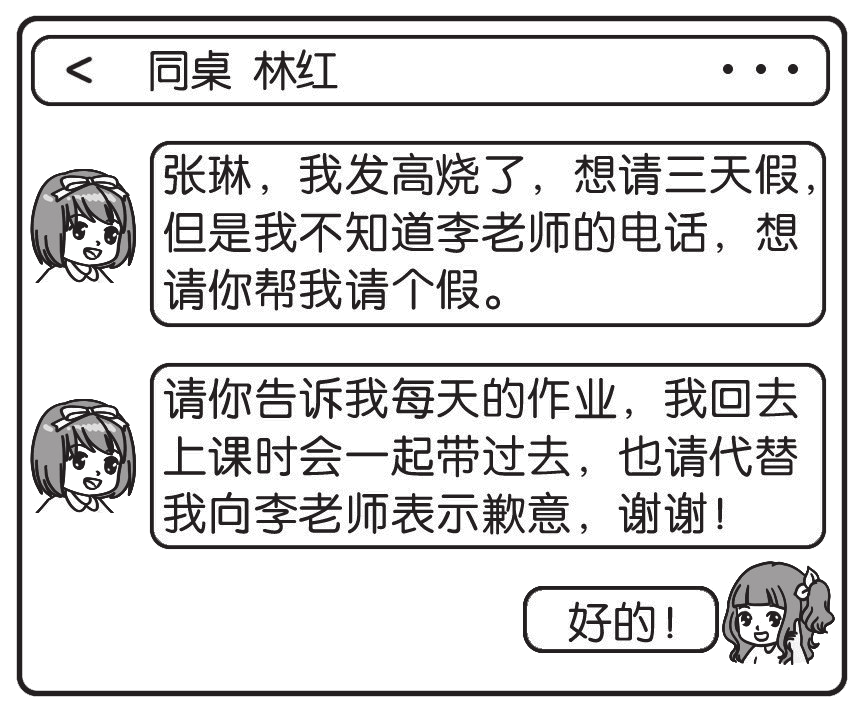 < 同桌 林红 ···
张琳，我发高烧了，想请三天假，
但是我不知道李老师的电话，想
请你帮我请个假。
请你告诉我每天的作业，我回去
上课时会一起带过去，也请代替
我向李老师表示歉意，谢谢！
好的！